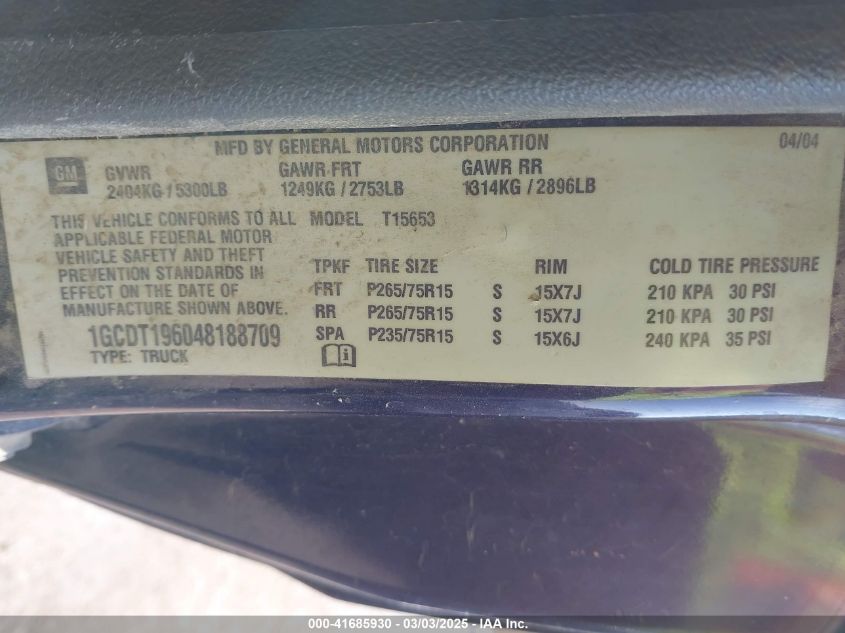 MFD BY GENERAL MOTORS CORPORATION 04/04
GM GVWR GAWR FRT GAWR RR
2404KG / 5300LB 1249KG / 2753LB 1314KG / 2896LB
THIS VEHICLE CONFORMS TO ALL MODEL T15653
APPLICABLE FEDERAL MOTOR
VEHICLE SAFETY AND THEFT
PREVENTION STANDARDS IN TPKF TIRE SIZE RIM COLD TIRE PRESSURE
EFFECT ON THE DATE OF FRT P265/75R15 S 15X7J 210 KPA 30 PSI
MANUFACTURE SHOWN ABOVE. RR P265/75R15 S 15X7J 210 KPA 30 PSI
1GCDT196048188709 SPA P235/75R15 S 15X6J 240 KPA 35 PSI
TYPE: TRUCK
000-41685930 - 03/03/2025 - IAA Inc.